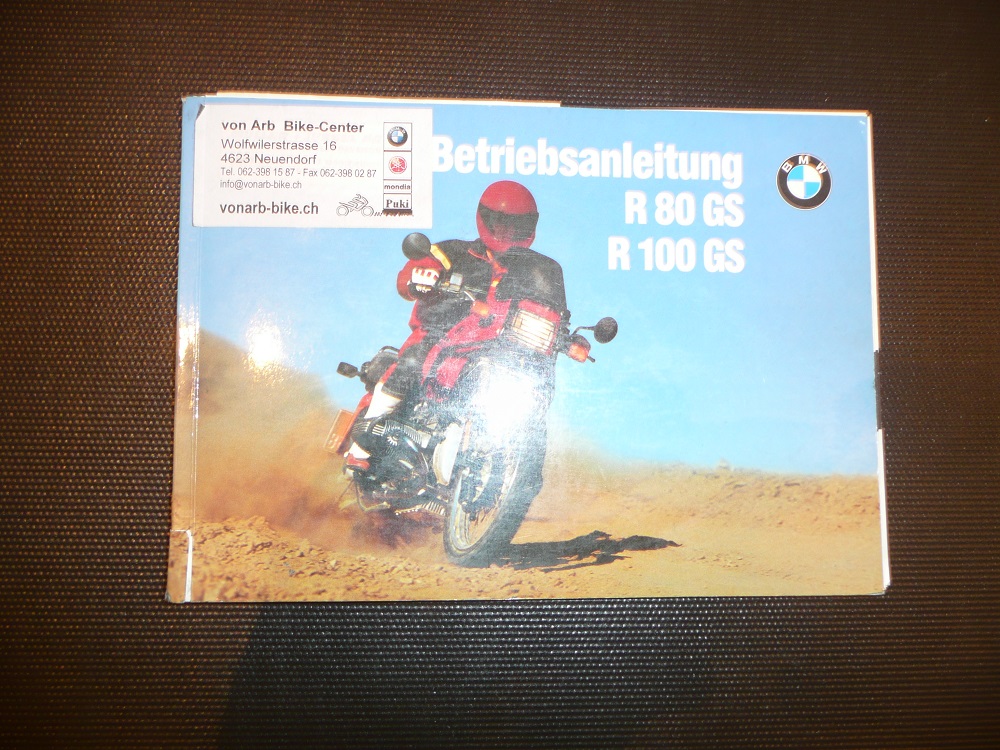 von Arb Bike-Center
Wolfwilerstrasse 16
4623 Neuendorf
Tel. 062-398 15 87 - Fax 062-398 02 87
info@vonarb-bike.ch
vonarb-bike.ch
mondia
Puki
Betriebsanleitung
R 80 GS
R 100 GS
BMW